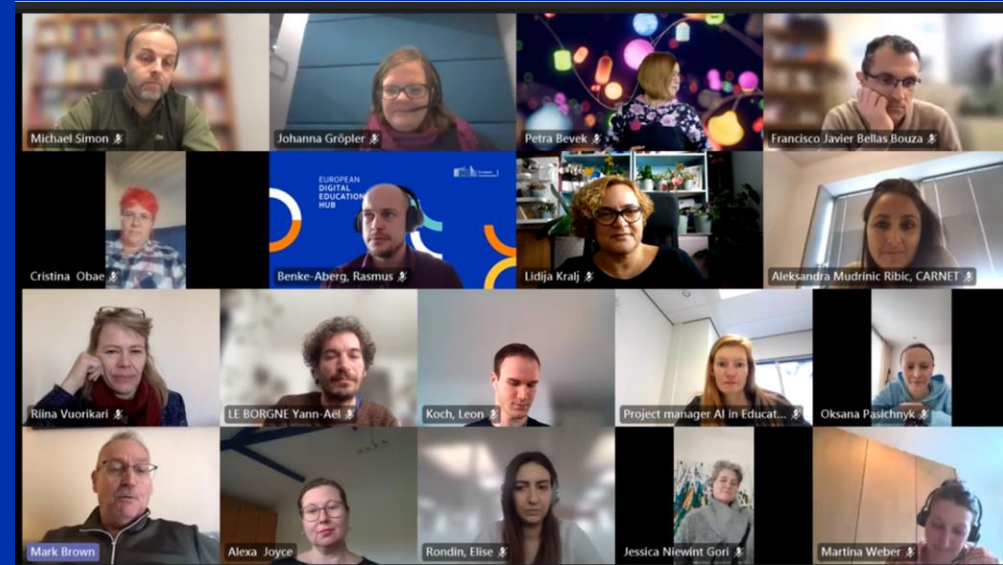 Michael Simon
Johanna Gröpler
Petra Bevek
Francisco Javier Bellas Bouza
Cristina Obae
EUROPEAN
DIGITAL
EDUCATION
HUB
Benke-Aberg, Rasmus
Lidija Kralj
Aleksandra Mudrinic Ribic, CARNET
Riina Vuorikari
LE BORGNE Yann-Aël
Koch, Leon
Project manager AI in Educat...
Oksana Pasichnyk
Mark Brown
Alexa Joyce
Rondin, Elise
Jessica Niewint Gori
Martina Weber